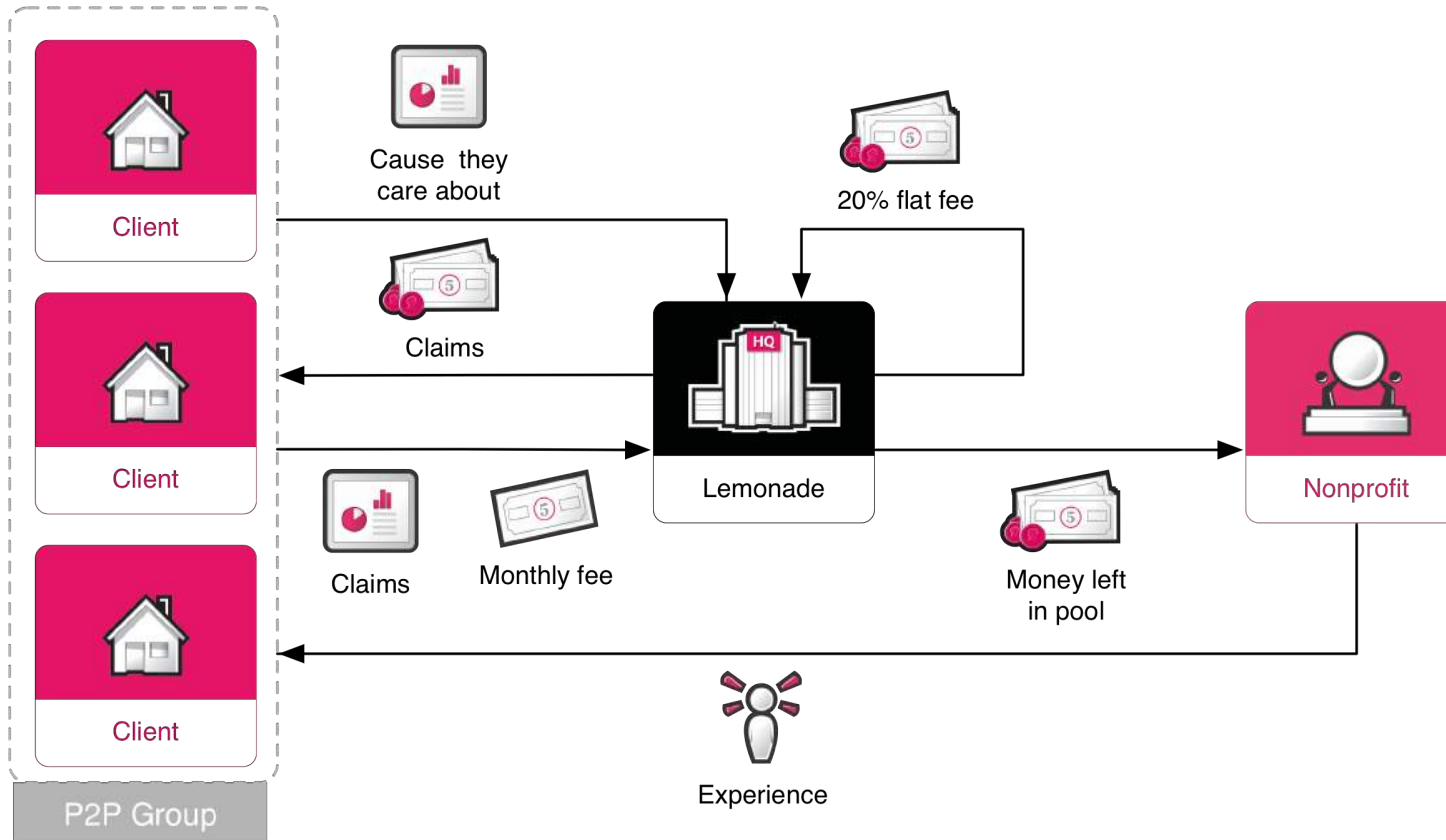 Cause they
care about
20% flat fee
Client
Claims
HQ
Client
Lemonade
Nonprofit
Claims
Monthly fee
Money left
in pool
Client
Experience
P2P Group
5
5
5
5